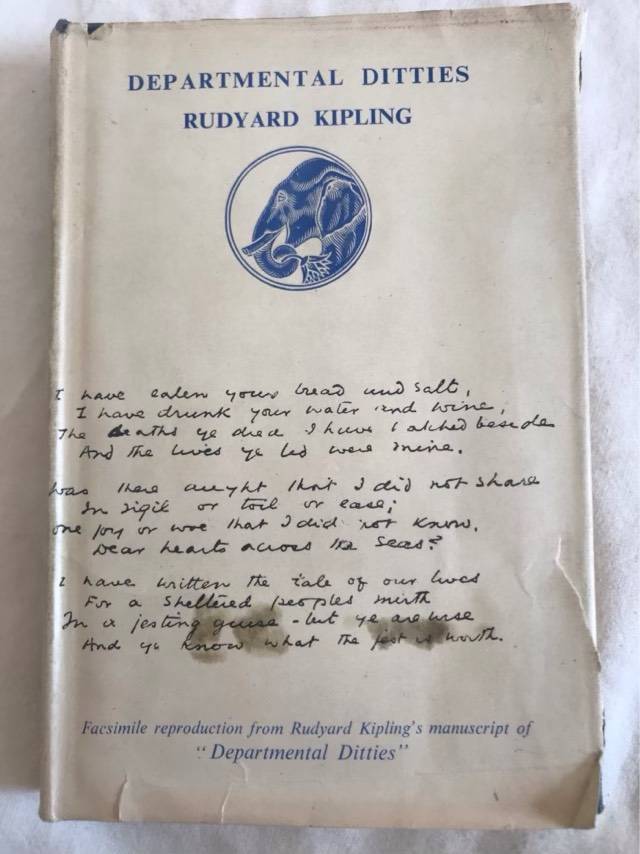 DEPARTMENTAL DITTIES
RUDYARD KIPLING
I have eaten your bread and salt,
I have drunk your water and wine,
The deaths ye died I have watched beside
And the lives ye led were mine.
Was there aught that I did not share
In vigil or toil or ease;
One joy or woe that I did not know,
Dear hearts across the seas?
I have written the tale of our lives
For a sheltered people's mirth
In a jesting guise - but ye are wise
And ye know what the jest is worth.
Facsimile reproduction from Rudyard Kipling's manuscript of
"Departmental Ditties"